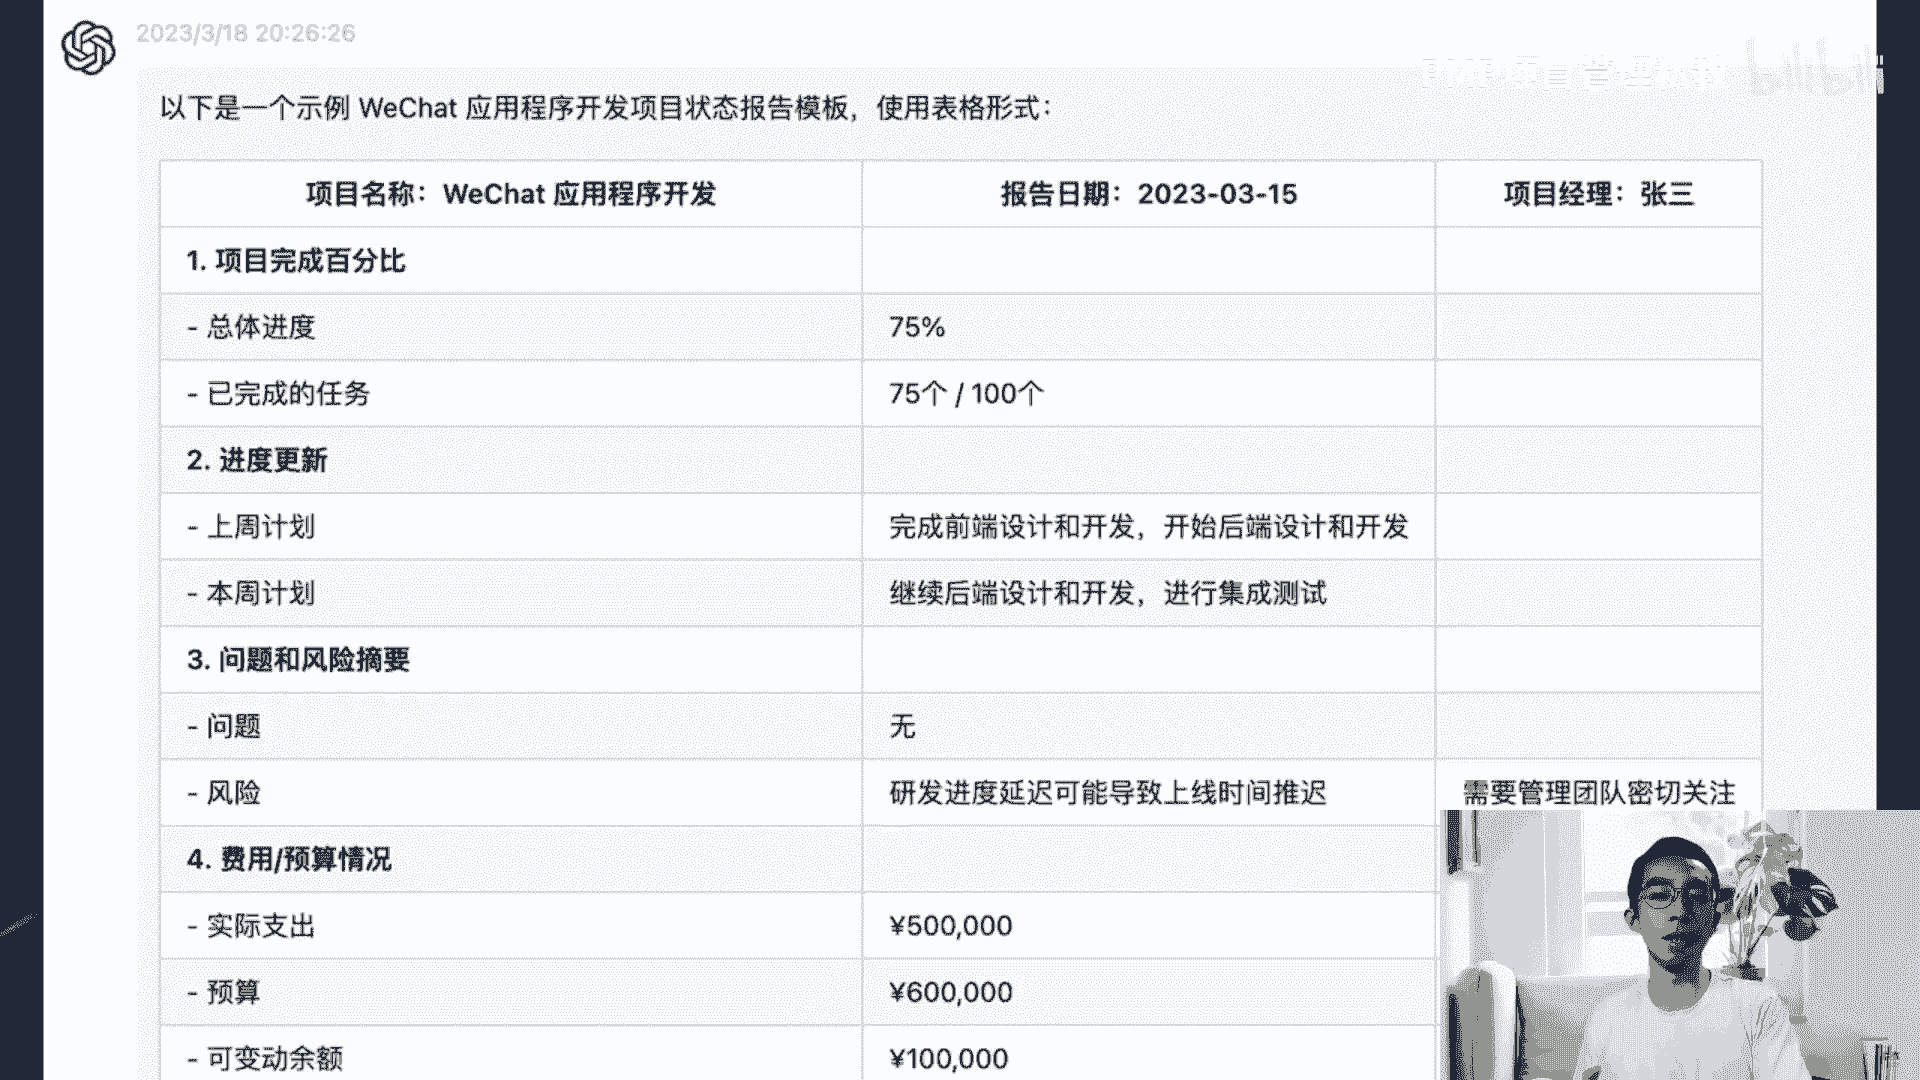 2023/3/18 20:26:26
以下是一个示例 WeChat 应用程序开发项目状态报告模板，使用表格形式：
项目名称：WeChat 应用程序开发 报告日期：2023-03-15 项目经理：张三
1. 项目完成百分比
- 总体进度 75%
- 已完成的任务 75个 / 100个
2. 进度更新
- 上周计划 完成前端设计和开发，开始后端设计和开发
- 本周计划 继续后端设计和开发，进行集成测试
3. 问题和风险摘要
- 问题 无
- 风险 研发进度延迟可能导致上线时间推迟 需要管理团队密切关注
4. 费用/预算情况
- 实际支出 ¥500,000
- 预算 ¥600,000
- 可变动余额 ¥100,000